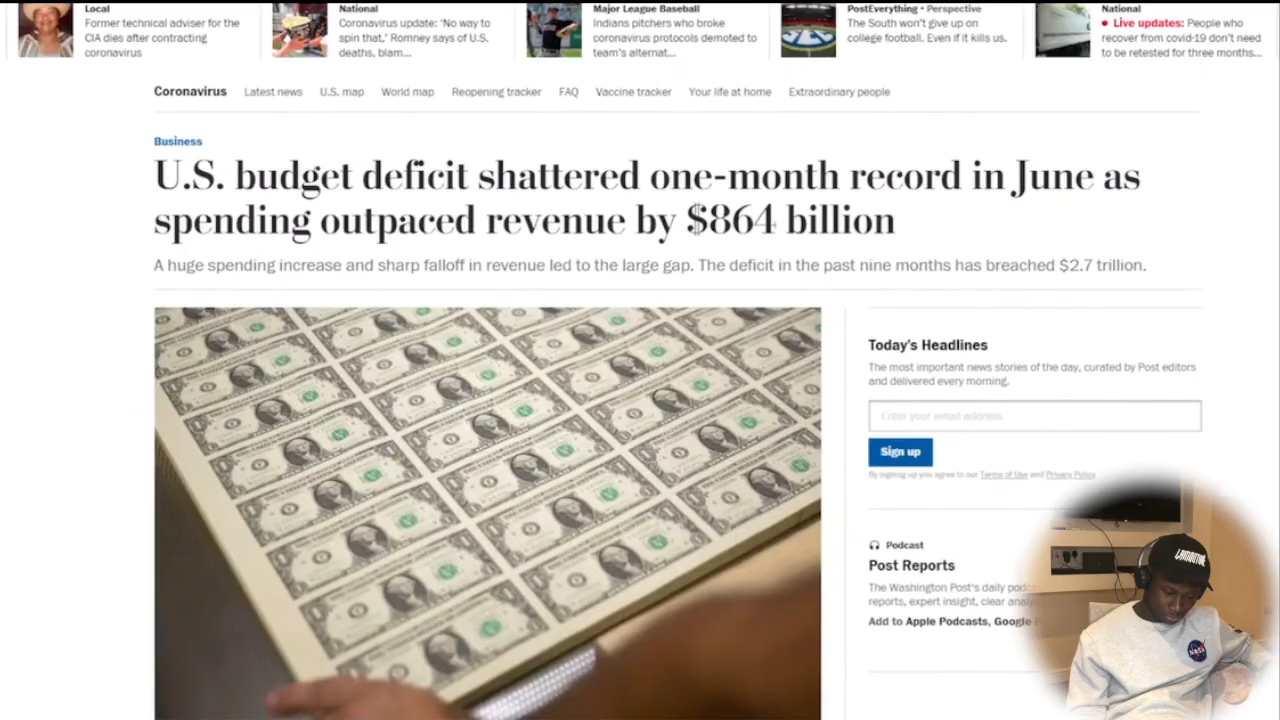 Local
Former technical adviser for the
CIA dies after contracting
coronavirus
National
Coronavirus update: ‘No way to
spin that,’ Romney says of U.S.
deaths, blam...
Major League Baseball
Indians pitchers who broke
coronavirus protocols demoted to
team’s alternat...
PostEverything • Perspective
The South won’t give up on
college football. Even if it kills us.
National
• Live updates: People who
recover from covid-19 don’t need
to be retested for three months...
Coronavirus Latest news U.S. map World map Reopening tracker FAQ Vaccine tracker Your life at home Extraordinary people
Business
U.S. budget deficit shattered one-month record in June as
spending outpaced revenue by $864 billion
A huge spending increase and sharp falloff in revenue led to the large gap. The deficit in the past nine months has breached $2.7 trillion.
Today’s Headlines
The most important news stories of the day, curated by Post editors
and delivered every morning.
Enter your email address
Sign up
By signing up you agree to our Terms of Use and Privacy Policy
Podcast
Post Reports
The Washington Post’s daily
reports, expert insight, clear
Add to Apple Podcasts, Google
NASA